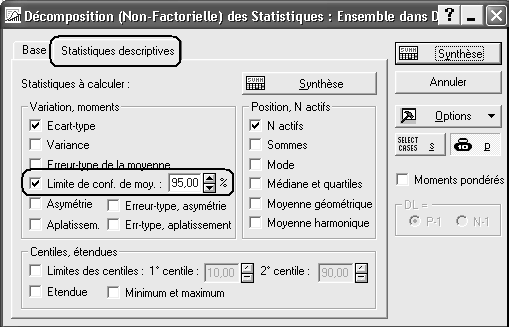 Décomposition (Non-Factorielle) des Statistiques : Ensemble dans D
Base Statistiques descriptives
Synthèse
Statistiques à calculer :
Synthèse
Annuler
Variation, moments
Position, N actifs
Options
Ecart-type
N actifs
Variance
Sommes
SELECT CASES S D
Erreur-type de la moyenne
Mode
Limite de conf. de moy. : 95,00 %
Médiane et quartiles
Moments pondérés
Asymétrie Erreur-type, asymétrie
Moyenne géométrique
DL =
Aplatissem. Err-type, aplatissement
Moyenne harmonique
P-1 N-1
Centiles, étendues
Limites des centiles : 1° centile : 10,00 2° centile : 90,00
Etendue Minimum et maximum